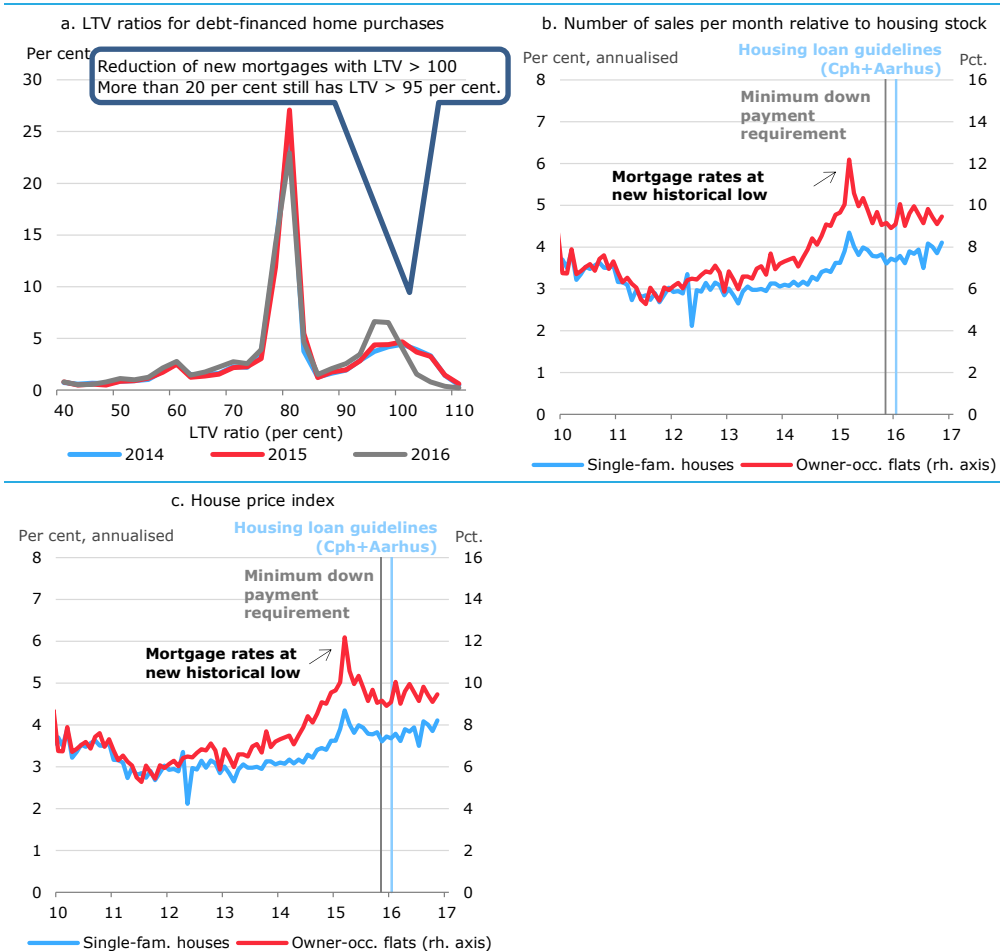 a. LTV ratios for debt-financed home purchases
Per cent
Reduction of new mortgages with LTV > 100
More than 20 per cent still has LTV > 95 per cent.
30
25
20
15
10
5
0
40 50 60 70 80 90 100 110
LTV ratio (per cent)
2014 2015 2016
b. Number of sales per month relative to housing stock
Per cent, annualised
Housing loan guidelines
(Cph+Aarhus)
Pct.
Minimum down
payment
requirement
Mortgage rates at
new historical low
8 16
7 14
6 12
5 10
4 8
3 6
2 4
1 2
0 0
10 11 12 13 14 15 16 17
Single-fam. houses Owner-occ. flats (rh. axis)
c. House price index
Per cent, annualised
Housing loan guidelines
(Cph+Aarhus)
Pct.
Minimum down
payment
requirement
Mortgage rates at
new historical low
8 16
7 14
6 12
5 10
4 8
3 6
2 4
1 2
0 0
10 11 12 13 14 15 16 17
Single-fam. houses Owner-occ. flats (rh. axis)